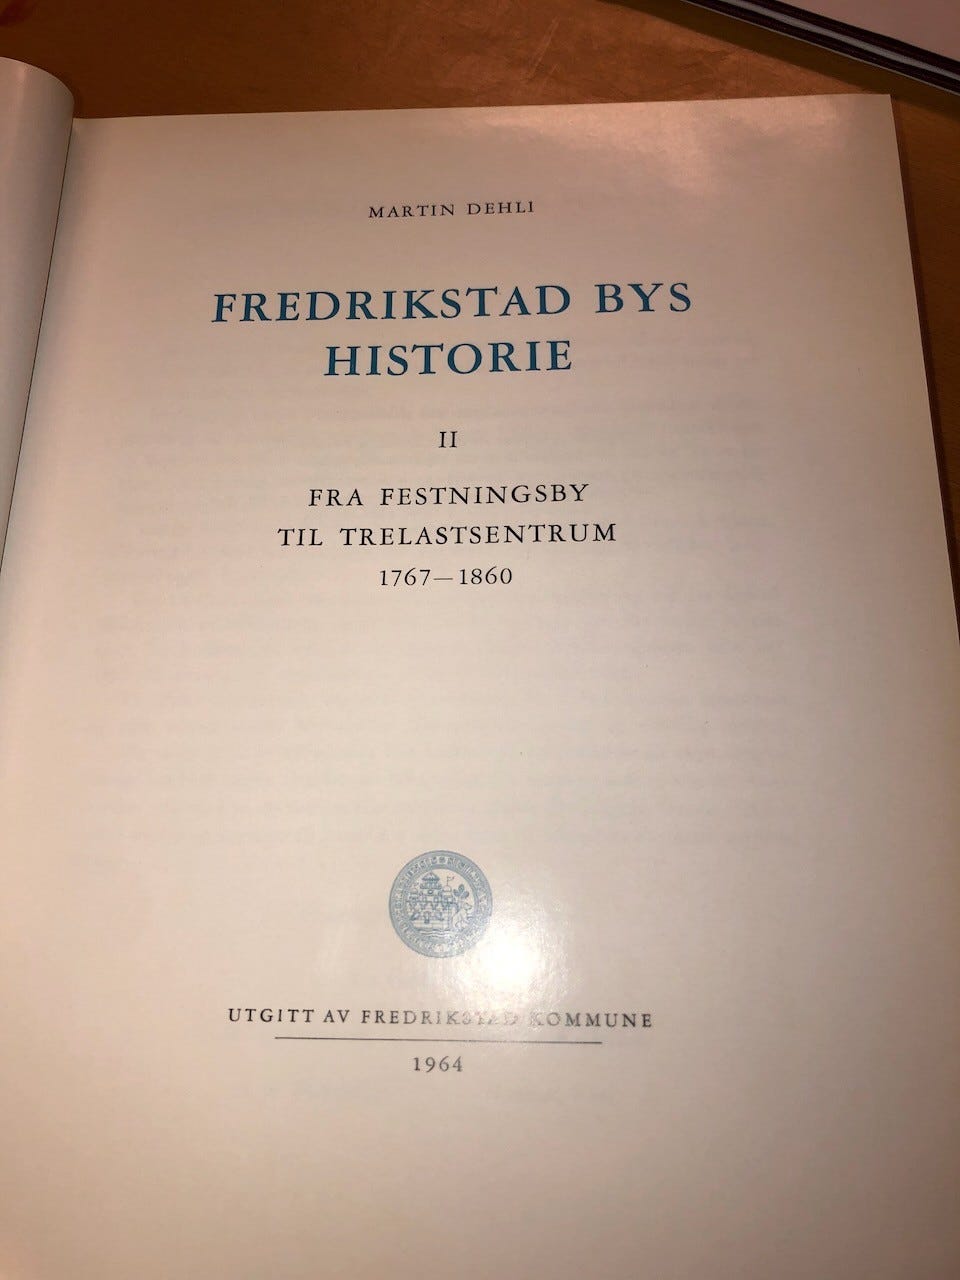 MARTIN DEHLI
FREDRIKSTAD BYS
HISTORIE
II
FRA FESTNINGSBY
TIL TRELASTSENTRUM
1767—1860
UTGITT AV FREDRIKSTAD KOMMUNE
1964